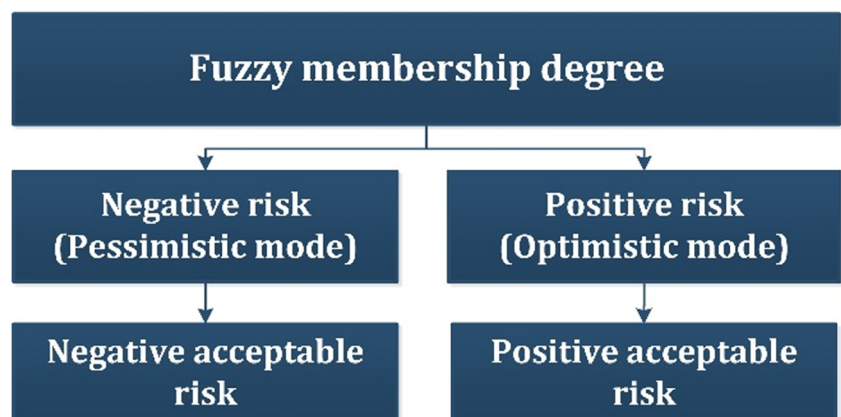 Fuzzy membership degree
Negative risk
(Pessimistic mode)
Positive risk
(Optimistic mode)
Negative acceptable
risk
Positive acceptable
risk